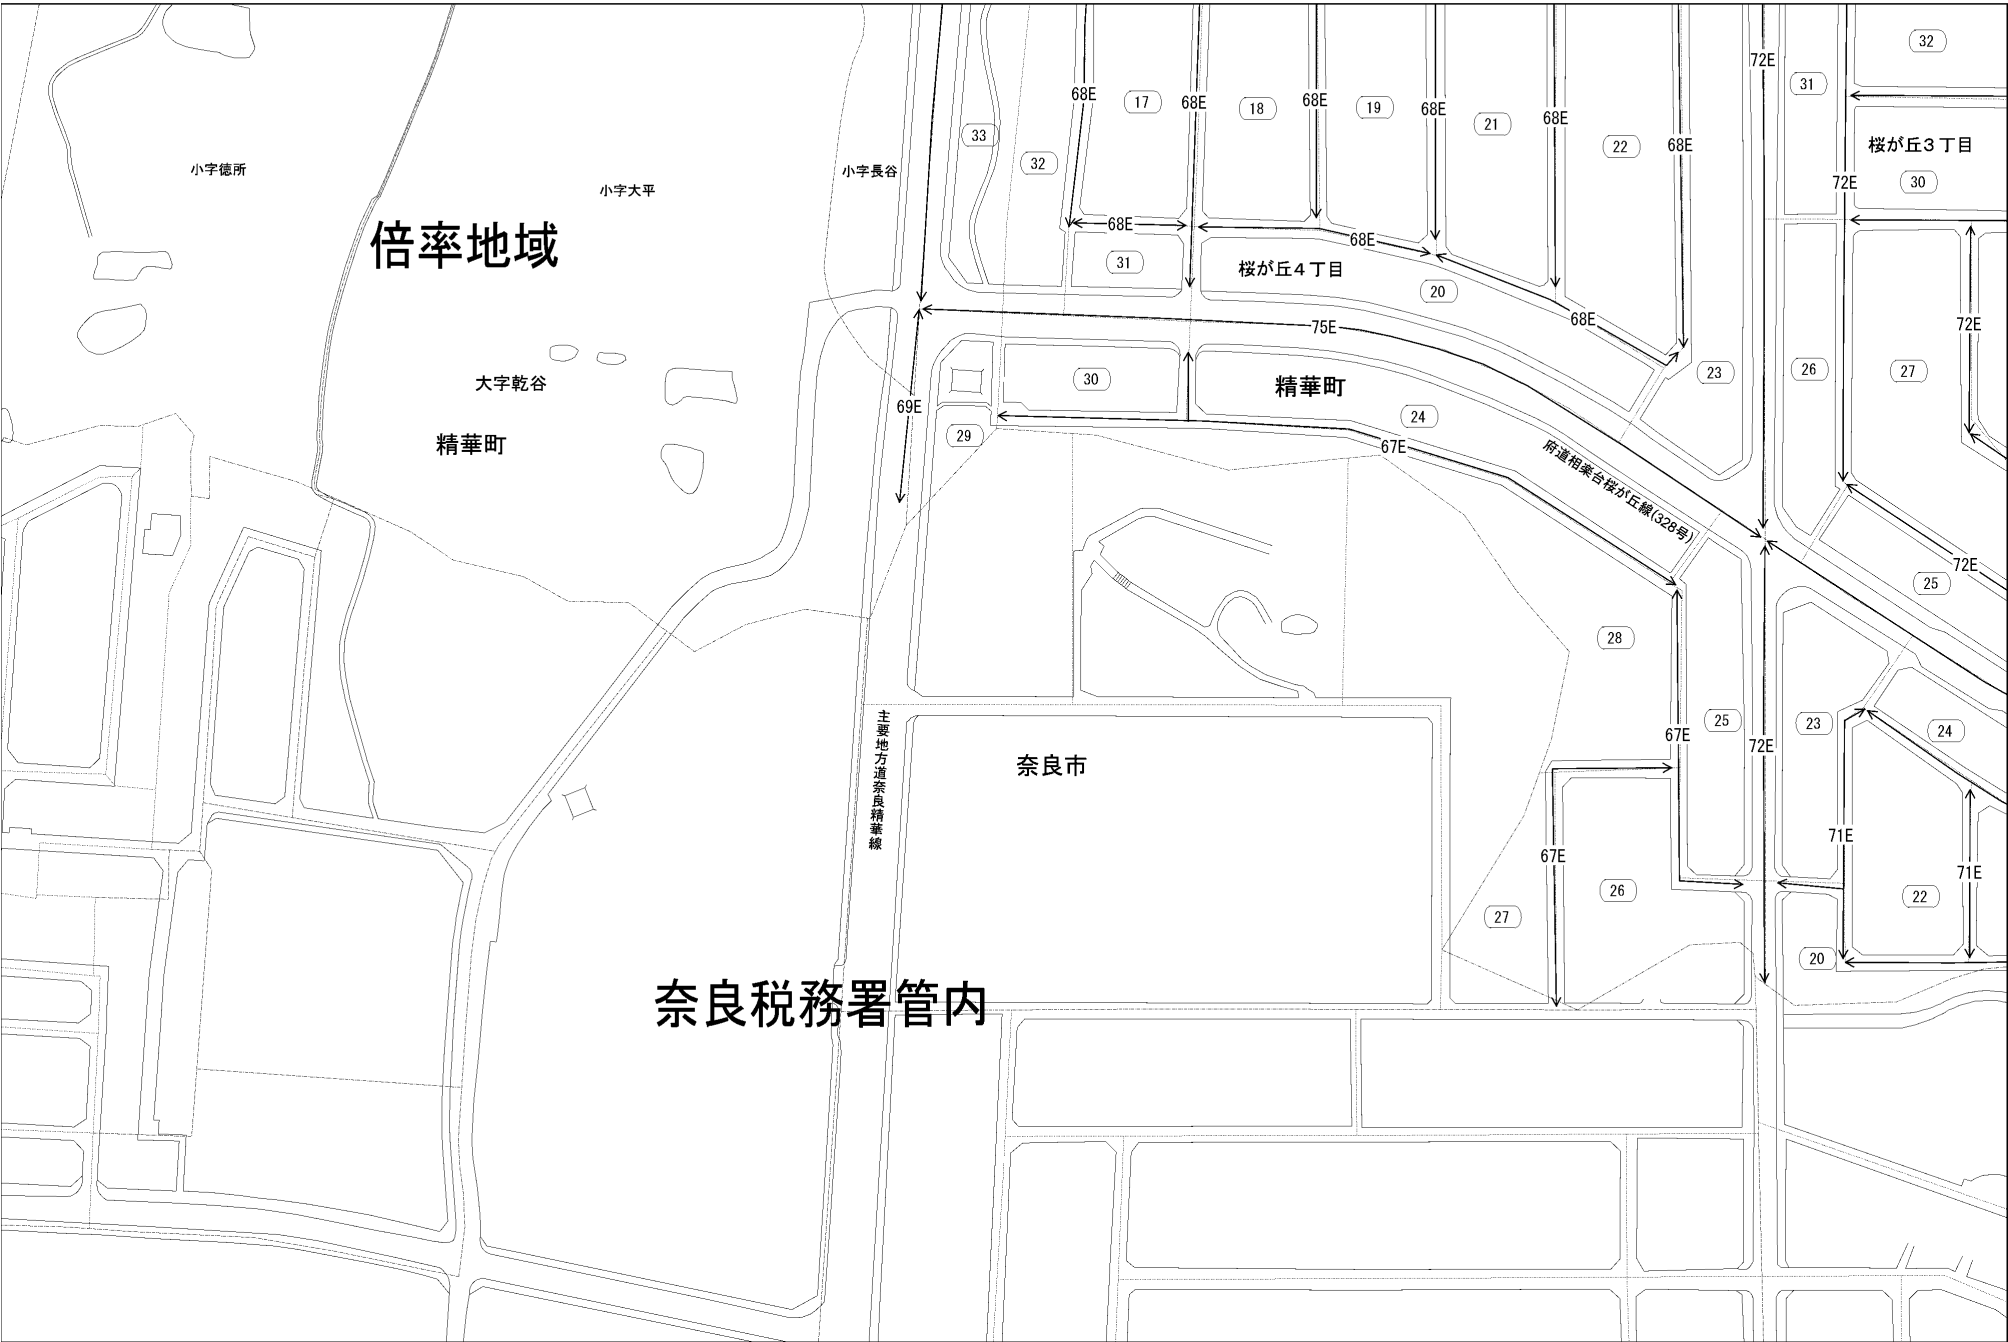 32
72E
31
68E
17
68E
18
68E
19
68E
21
68E
22
68E
33
32
桜が丘3丁目
小字徳所
小字大平
小字長谷
72E
30
倍率地域
68E
68E
31
桜が丘4丁目
20
68E
75E
72E
大字乾谷
30
精華町
23
26
27
69E
24
精華町
29
67E
府道相楽台桜が丘線(328号)
72E
25
28
主要地方道奈良精華線
25
23
24
67E
72E
奈良市
71E
67E
71E
26
22
27
20
奈良税務署管内